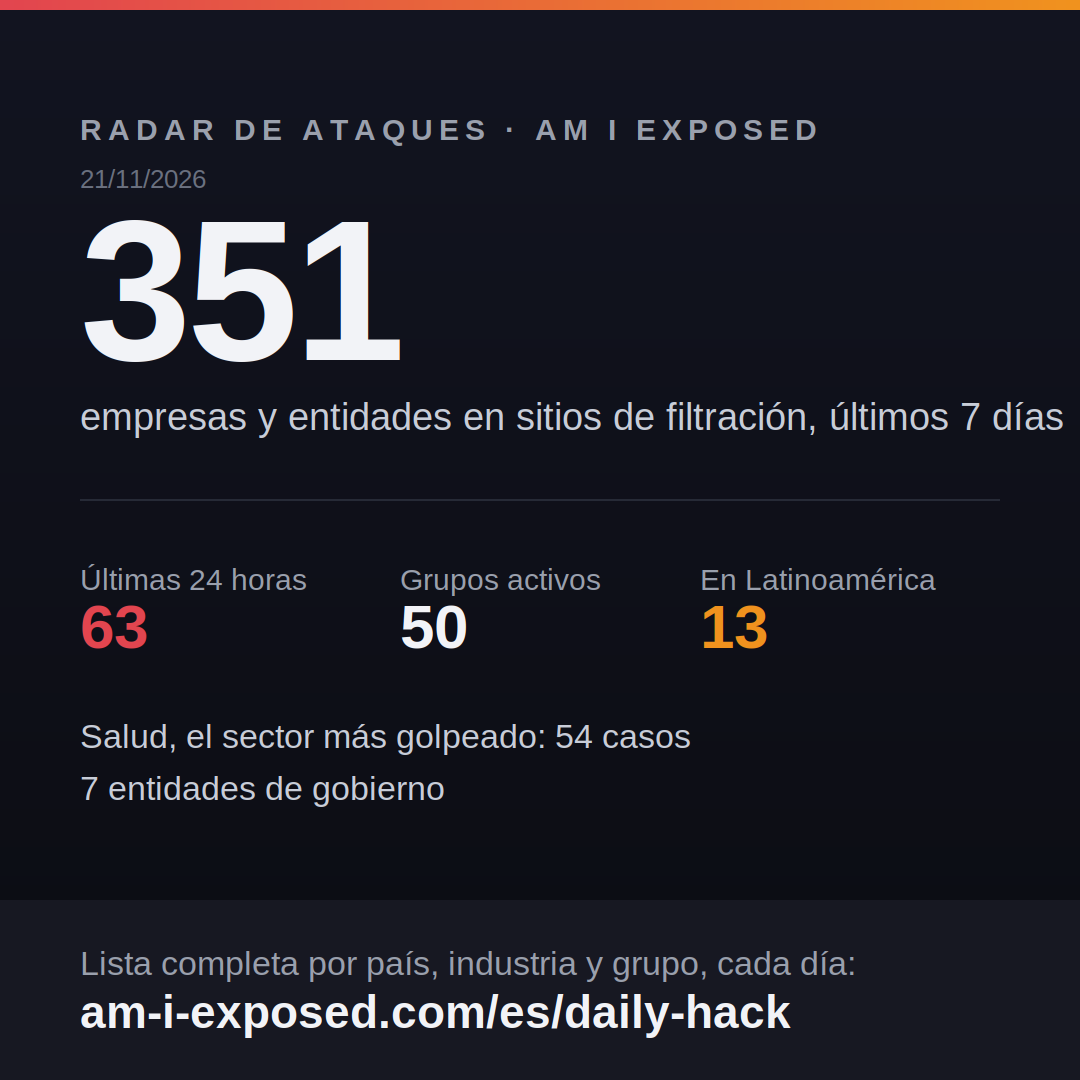 RADAR DE ATAQUES · AM I EXPOSED
21/11/2026
351
empresas y entidades en sitios de filtración, últimos 7 días
Últimas 24 horas
63
Grupos activos
50
En Latinoamérica
13
Salud, el sector más golpeado: 54 casos
7 entidades de gobierno
Lista completa por país, industria y grupo, cada día:
am-i-exposed.com/es/daily-hack